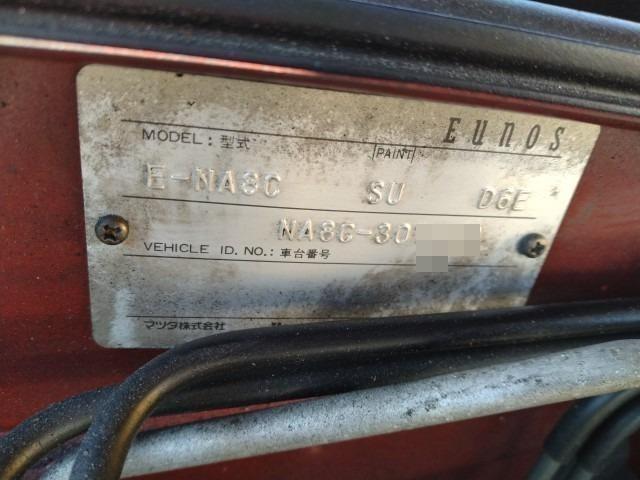 EUNOS
MODEL : 型式 PAINT
E-NA8C SU D6E
NA8C-30
VEHICLE ID. NO. : 車台番号
マツダ株式会社